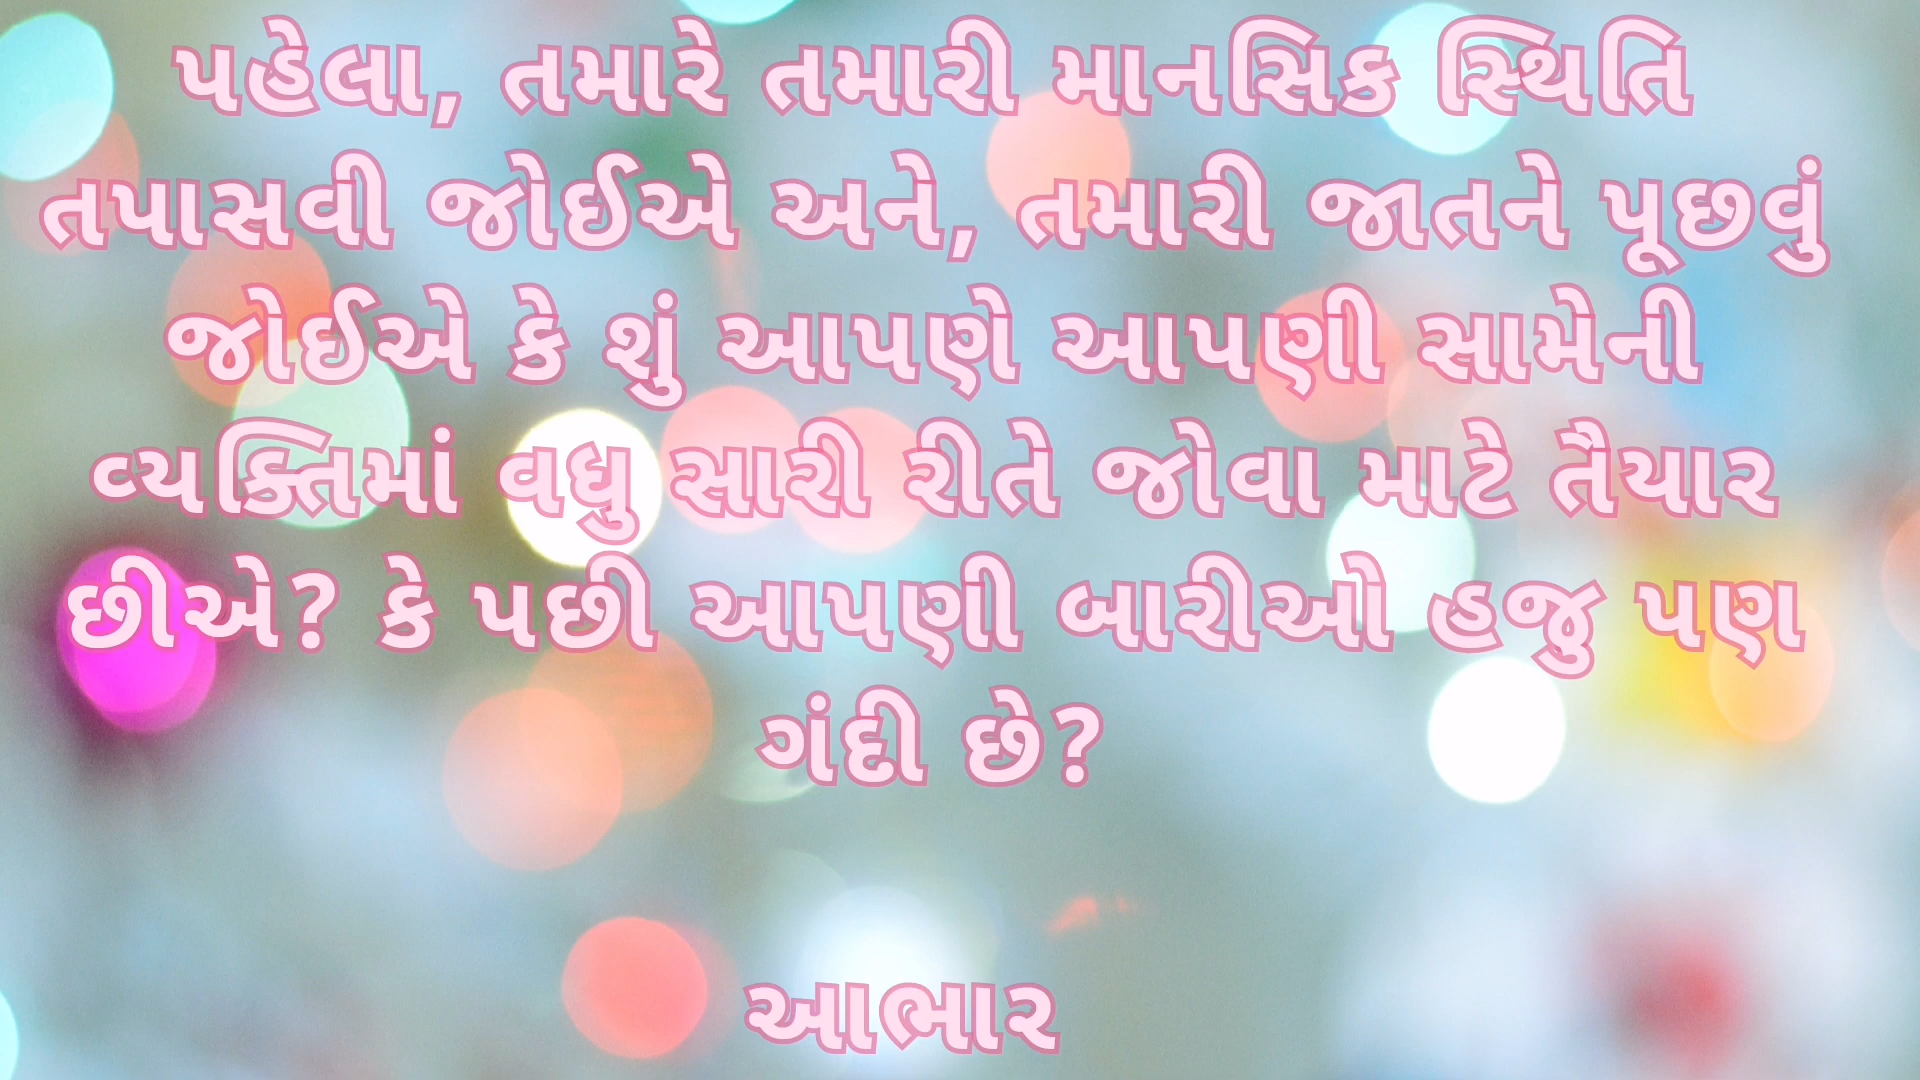 પહેલા, તમારે તમારી માનસિક સ્થિતિ
તપાસવી જોઈએ અને, તમારી જાતને પૂછવું
જોઈએ કે શું આપણે આપણી સામેની
વ્યક્તિમાં વધુ સારી રીતે જોવા માટે તૈયાર
છીએ? કે પછી આપણી બારીઓ હજુ પણ
ગંદી છે?
આભાર